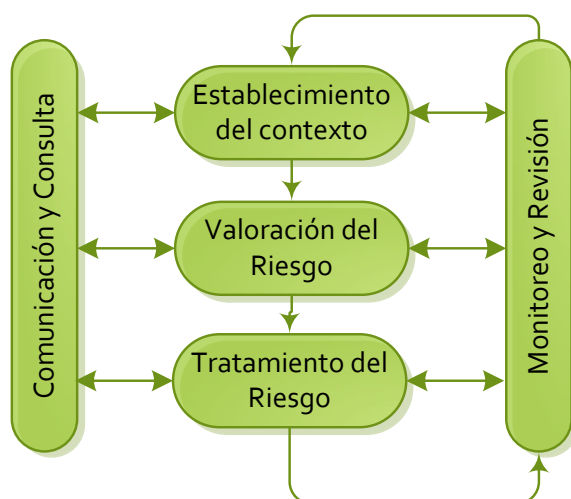 Comunicación y Consulta
Establecimiento
del contexto
Valoración del
Riesgo
Tratamiento del
Riesgo
Monitoreo y Revisión